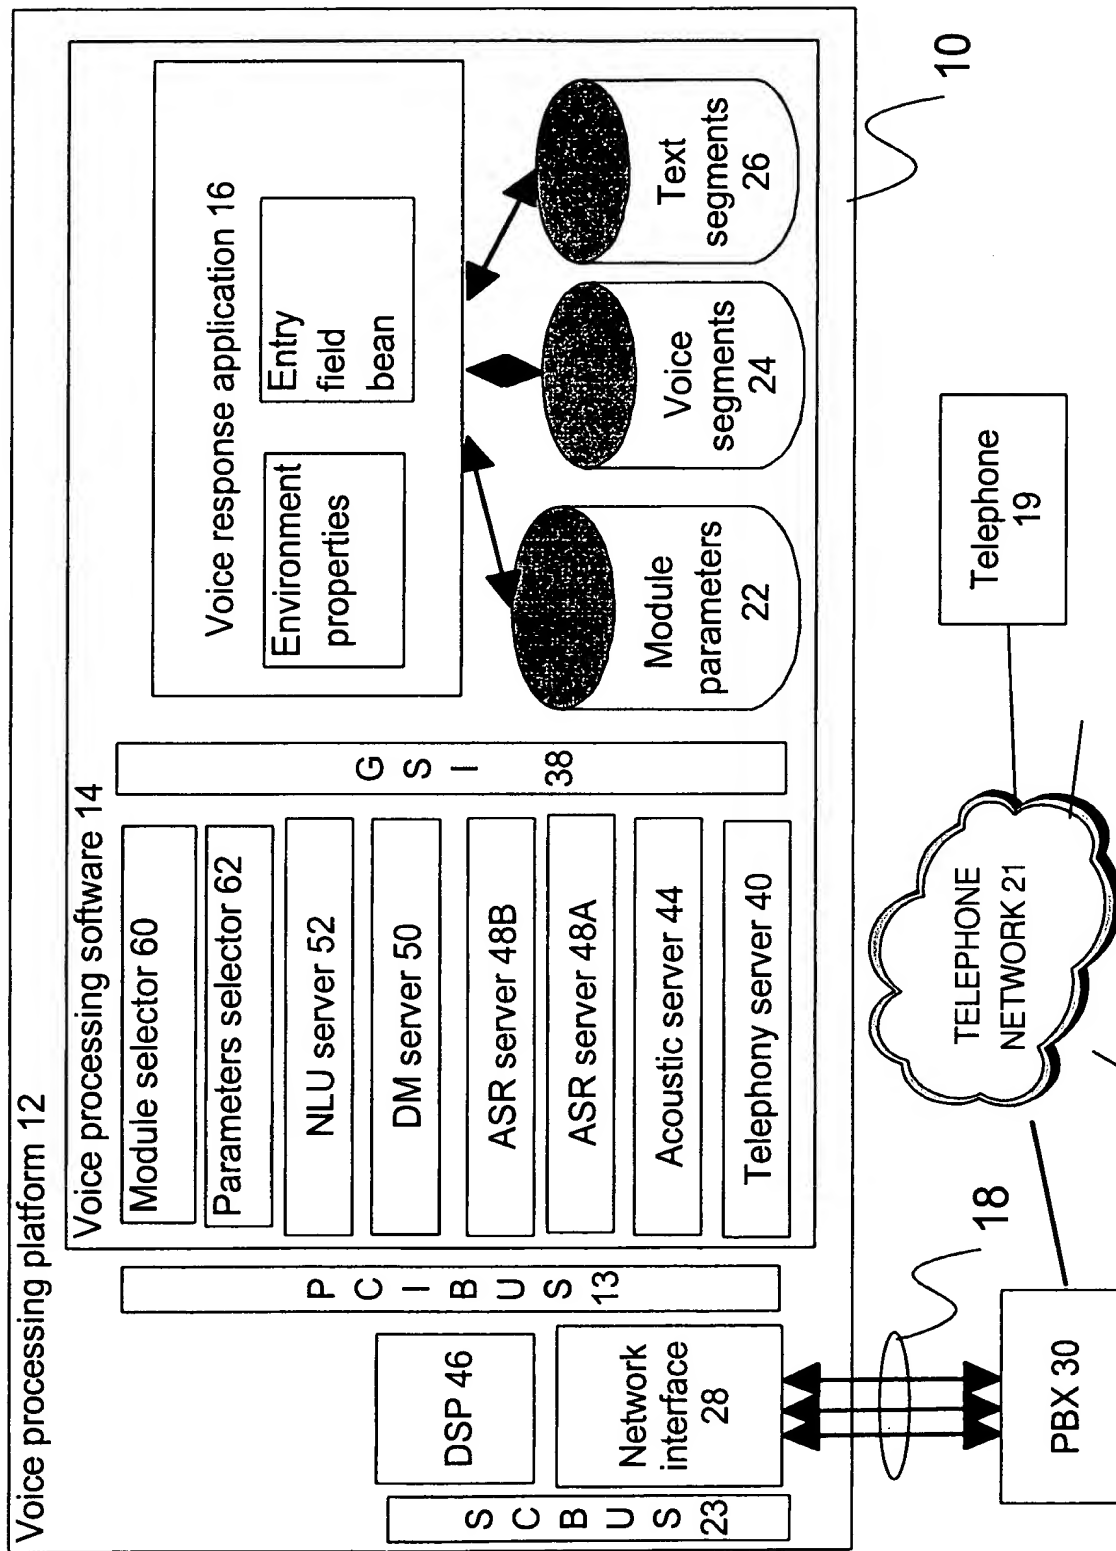 Voice processing platform 12
Voice processing software 14
Module selector 60
Parameters selector 62
NLU server 52
DM server 50
ASR server 48B
ASR server 48A
Acoustic server 44
Telephony server 40
GSI
38
Voice response application 16
Environment
properties
Entry
field
bean
Module
parameters
22
Voice
segments
24
Text
segments
26
PCIBUS
13
DSP 46
Network
interface
28
SCBUS
23
10
18
PBX 30
TELEPHONE
NETWORK 21
Telephone
19